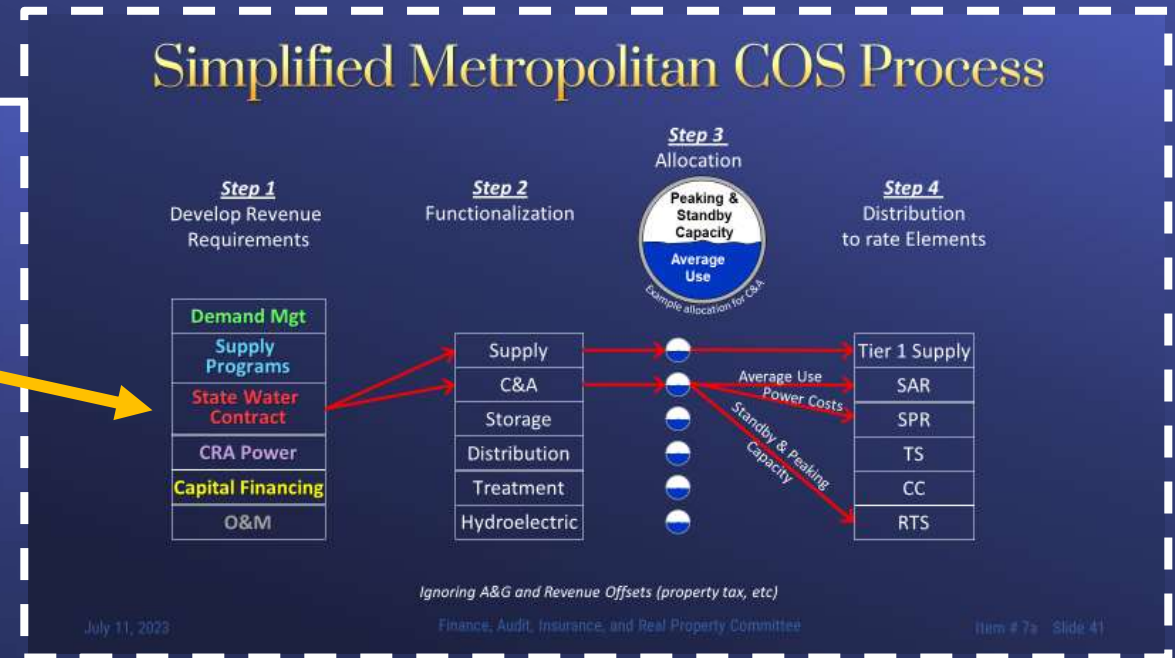 Simplified Metropolitan COS Process
Step 1
Develop Revenue
Requirements
Step 2
Functionalization
Step 3
Allocation
Peaking &
Standby
Capacity
Average
Use
Example allocation for C&A
Step 4
Distribution
to rate Elements
Demand Mgt
Supply
Programs
State Water
Contract
CRA Power
Capital Financing
O&M
Supply
C&A
Storage
Distribution
Treatment
Hydroelectric
Average Use
Power Costs
Standby & Peaking
Capacity
Tier 1 Supply
SAR
SPR
TS
CC
RTS
Ignoring A&G and Revenue Offsets (property tax, etc)
July 11, 2023
Finance, Audit, Insurance, and Real Property Committee
Item # 7a Slide 41